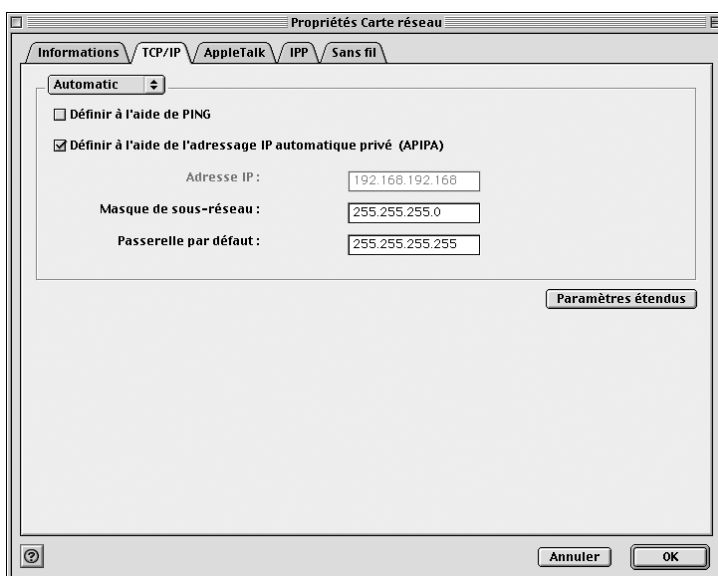 Propriétés Carte réseau
Informations TCP/IP AppleTalk IPP Sans fil
Automatic
Définir à l'aide de PING
Définir à l'aide de l'adressage IP automatique privé (APIPA)
Adresse IP : 192.168.192.168
Masque de sous-réseau : 255.255.255.0
Passerelle par défaut : 255.255.255.255
Paramètres étendus
? Annuler OK